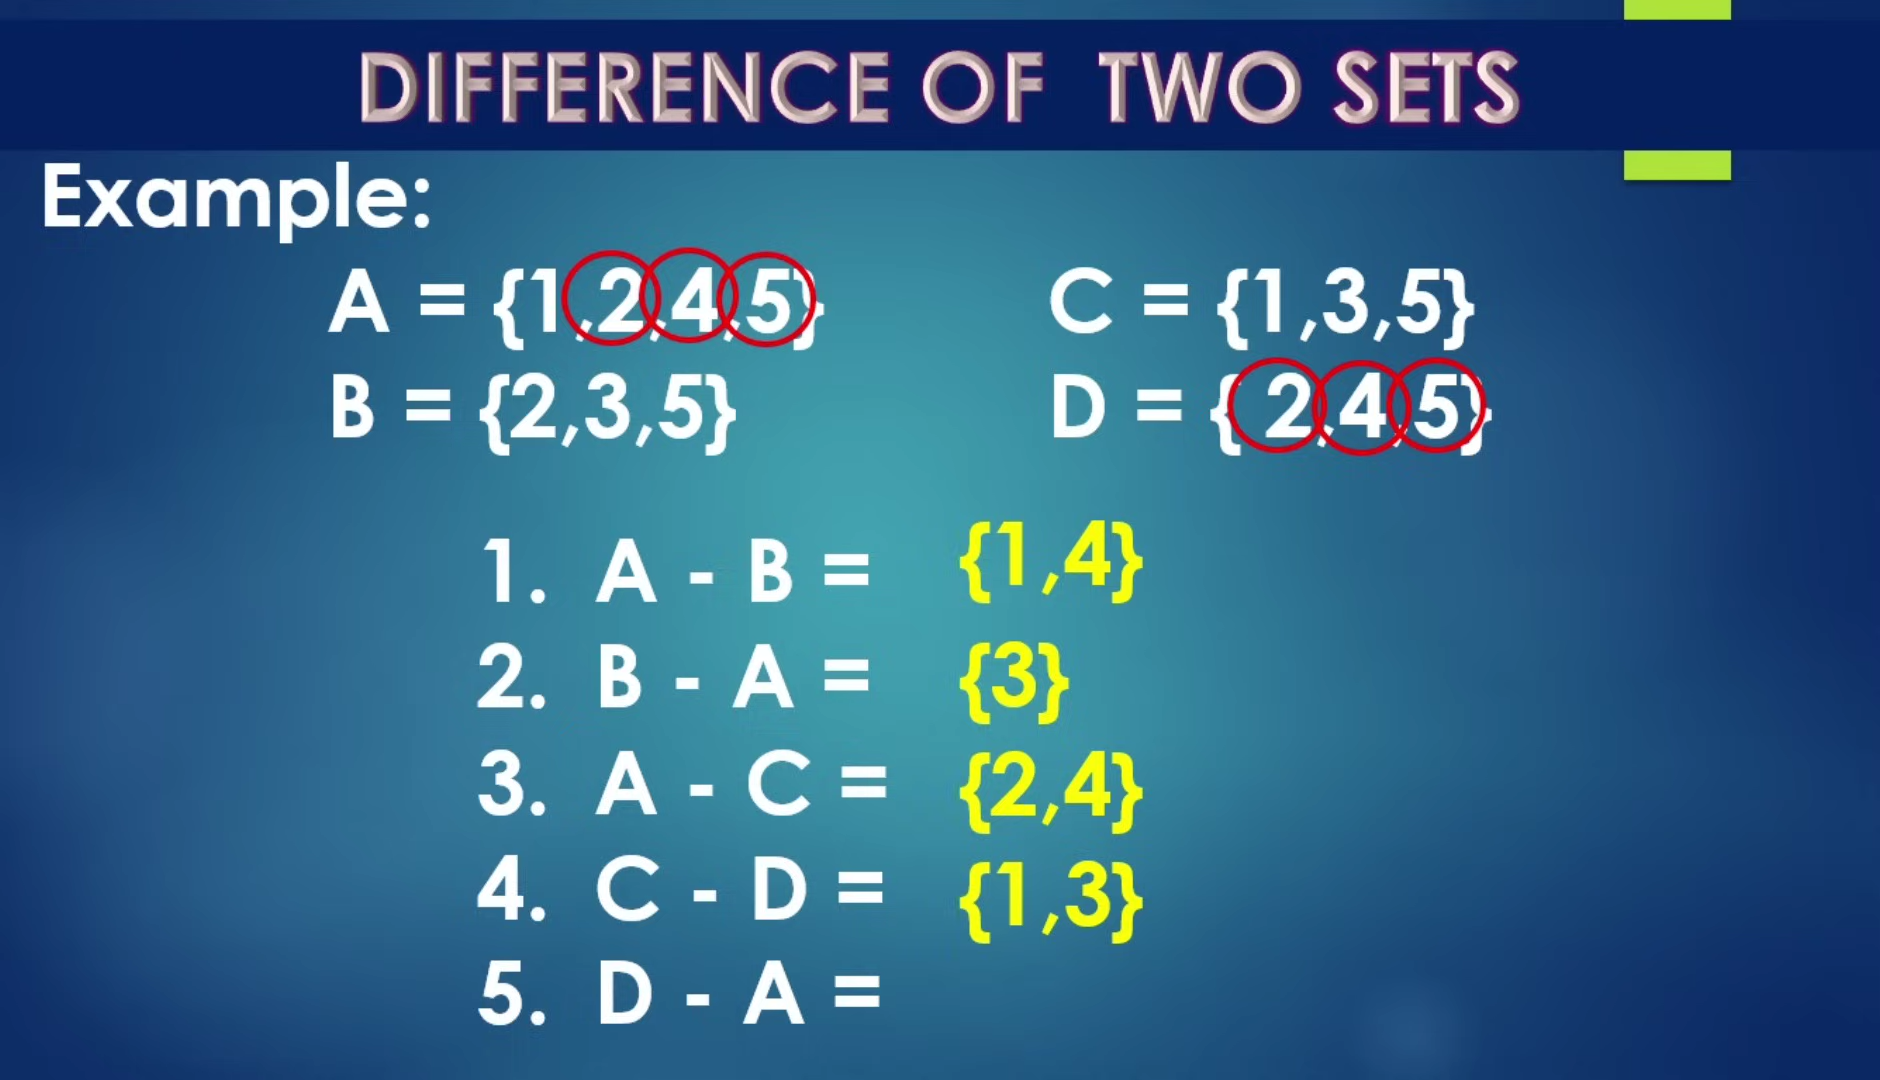 DIFFERENCE OF TWO SETS
Example:
A = {1,2,4,5} C = {1,3,5}
B = {2,3,5} D = { 2,4,5}
1. A - B = {1,4}
2. B - A = {3}
3. A - C = {2,4}
4. C - D = {1,3}
5. D - A =